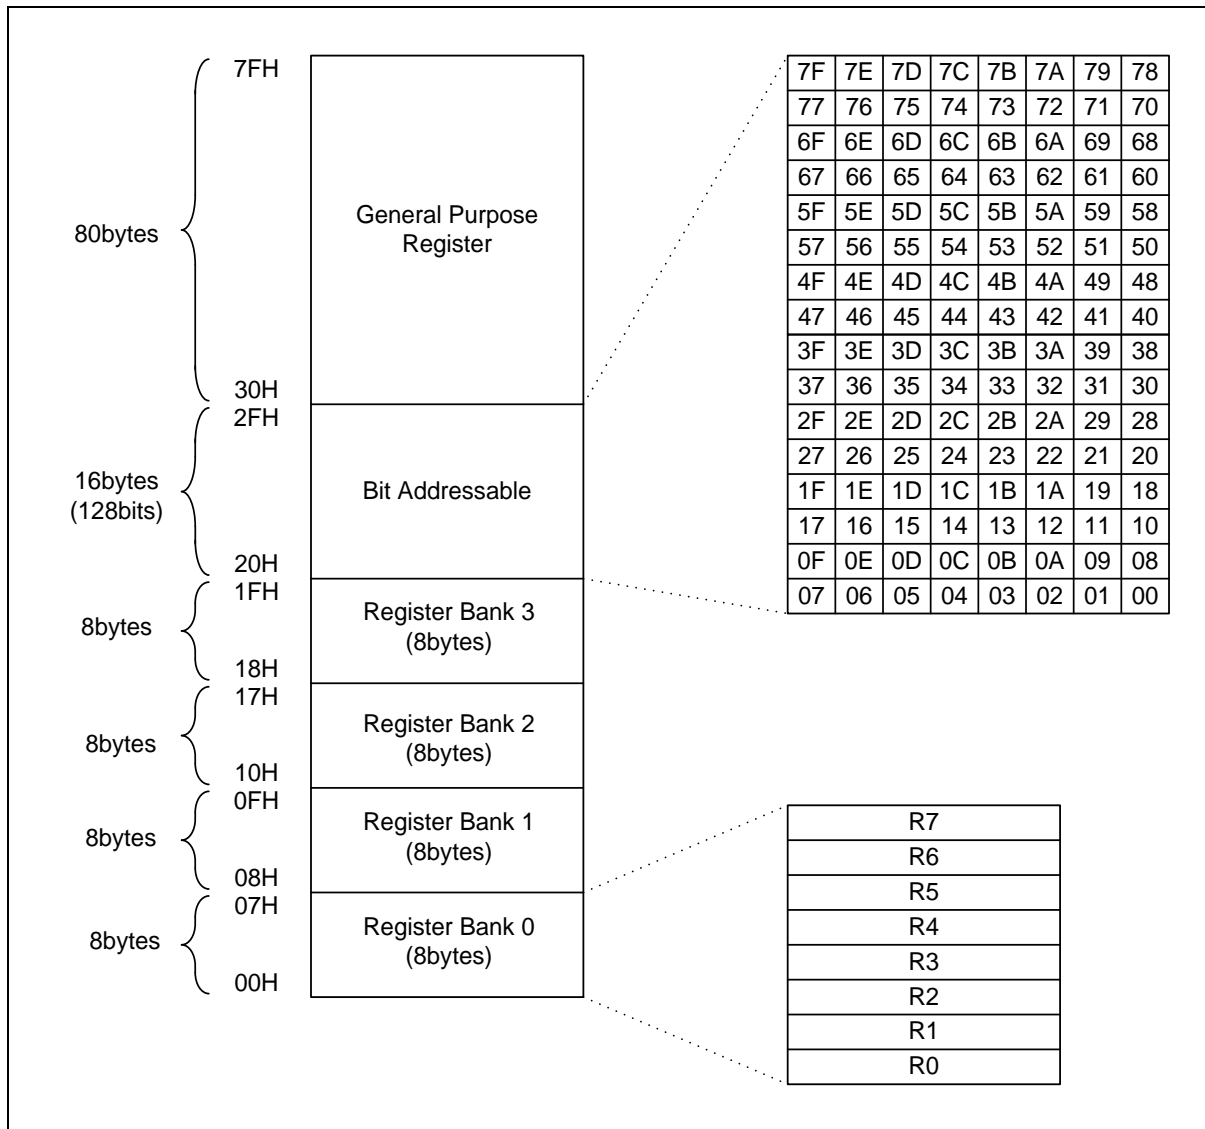 7FH
80bytes
General Purpose
Register
30H
2FH
16bytes
(128bits)
Bit Addressable
20H
1FH
8bytes
Register Bank 3
(8bytes)
18H
17H
8bytes
Register Bank 2
(8bytes)
10H
0FH
8bytes
Register Bank 1
(8bytes)
08H
07H
8bytes
Register Bank 0
(8bytes)
00H
7F 7E 7D 7C 7B 7A 79 78
77 76 75 74 73 72 71 70
6F 6E 6D 6C 6B 6A 69 68
67 66 65 64 63 62 61 60
5F 5E 5D 5C 5B 5A 59 58
57 56 55 54 53 52 51 50
4F 4E 4D 4C 4B 4A 49 48
47 46 45 44 43 42 41 40
3F 3E 3D 3C 3B 3A 39 38
37 36 35 34 33 32 31 30
2F 2E 2D 2C 2B 2A 29 28
27 26 25 24 23 22 21 20
1F 1E 1D 1C 1B 1A 19 18
17 16 15 14 13 12 11 10
0F 0E 0D 0C 0B 0A 09 08
07 06 05 04 03 02 01 00
R7
R6
R5
R4
R3
R2
R1
R0